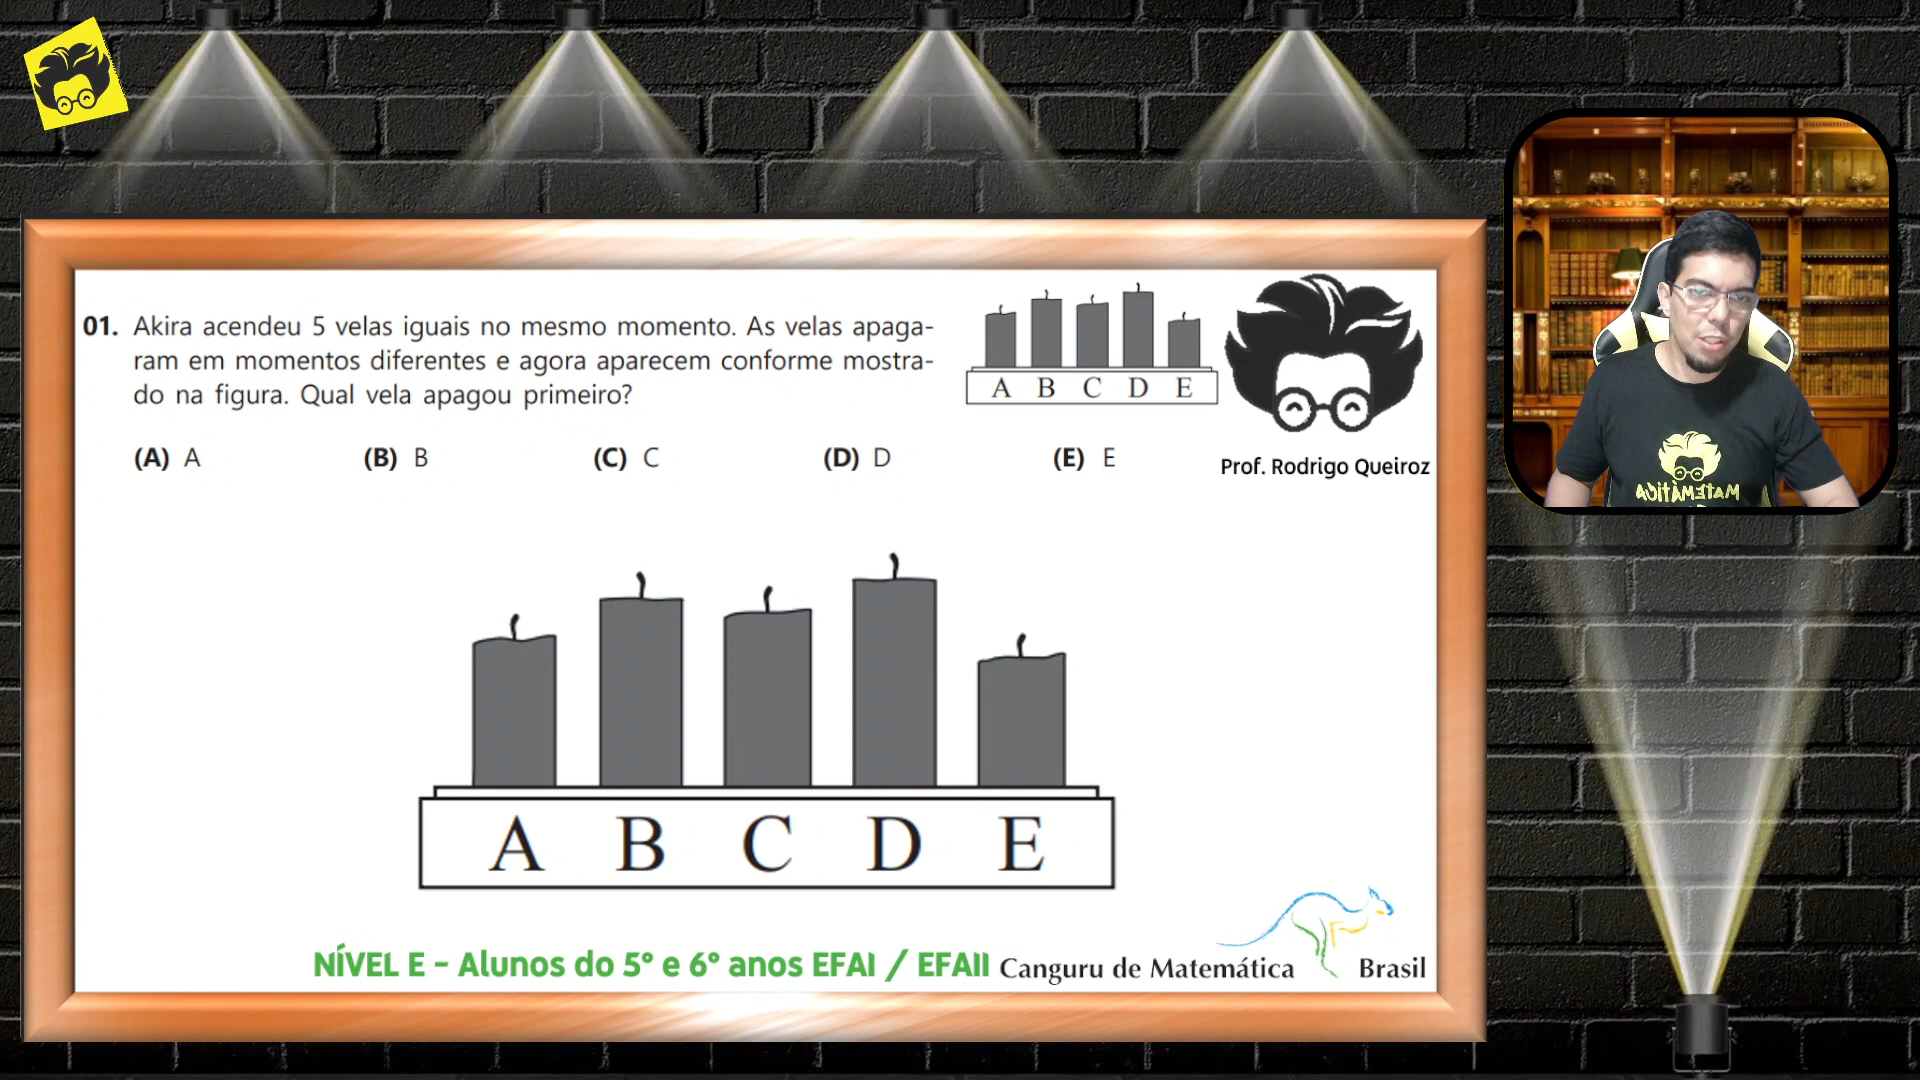 01. Akira acendeu 5 velas iguais no mesmo momento. As velas apaga-
ram em momentos diferentes e agora aparecem conforme mostra-
do na figura. Qual vela apagou primeiro?
A B C D E
(A) A (B) B (C) C (D) D (E) E
Prof. Rodrigo Queiroz
MATEMÁTICA
A B C D E
NÍVEL E - Alunos do 5° e 6° anos EFAI / EFAII
Canguru de Matemática Brasil